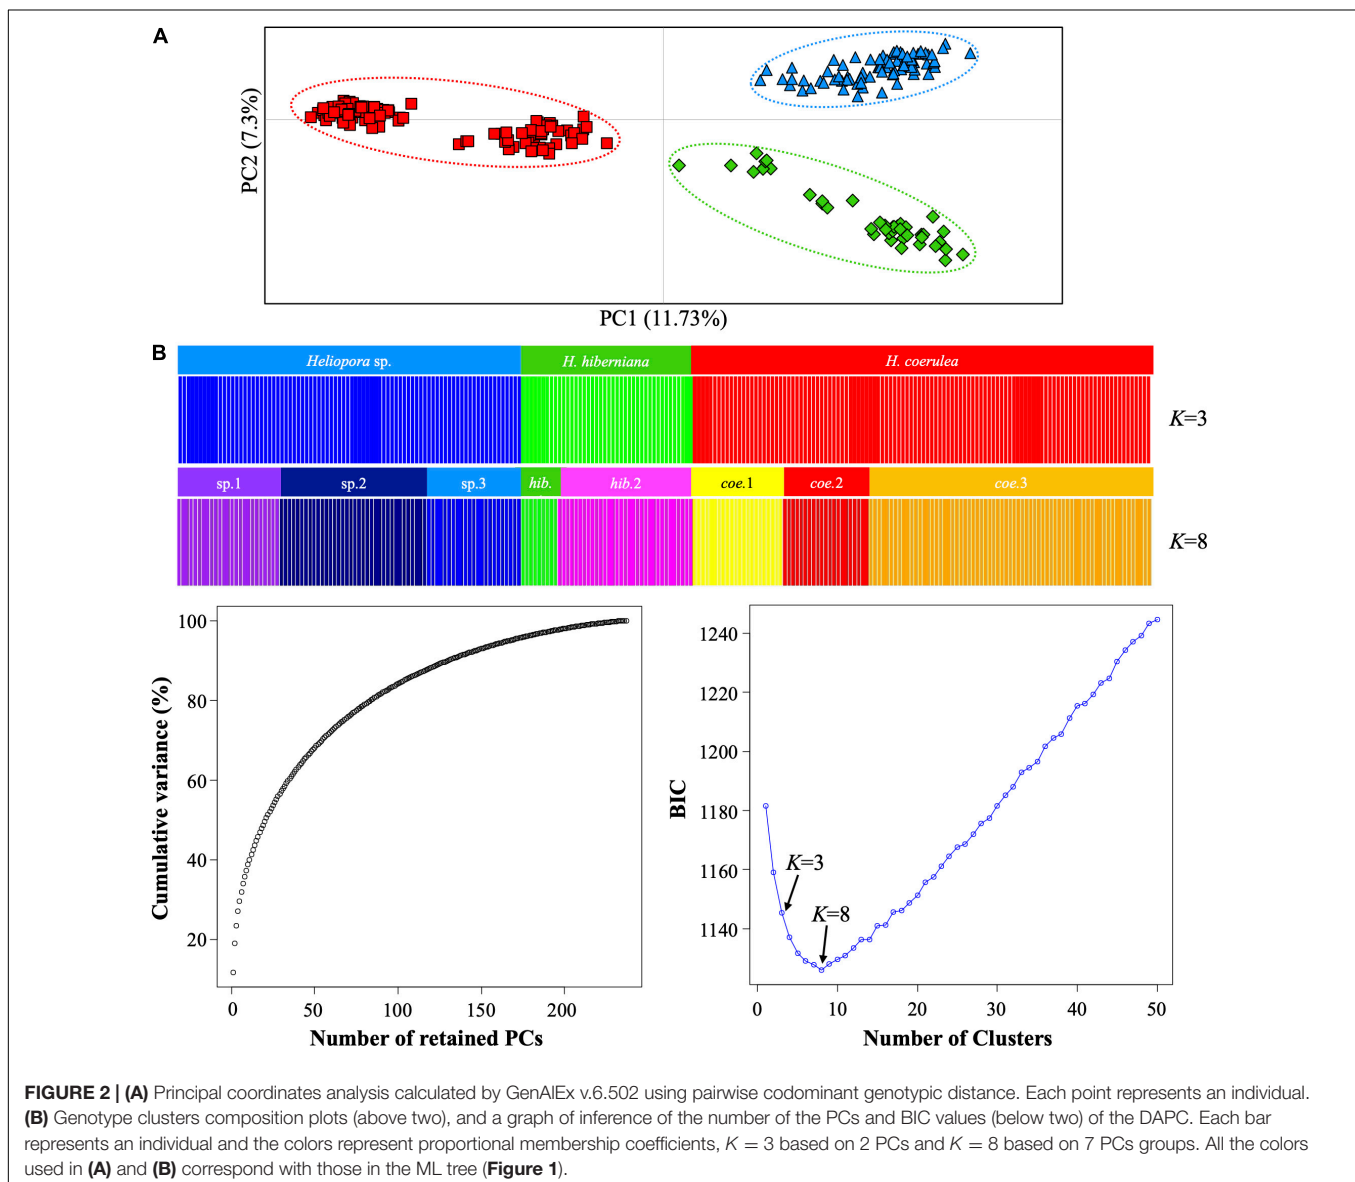 A
PC2 (7.3%)
PC1 (11.73%)
B
Heliopora sp. H. hiberniana H. coerulea
K=3
sp.1 sp.2 sp.3 hib. hib.2 coe.1 coe.2 coe.3
K=8
100
80
60
40
20
Cumulative variance (%)
0 50 100 150 200
Number of retained PCs
1240
1220
1200
1180
1160
1140
BIC
K=3
K=8
0 10 20 30 40 50
Number of Clusters
FIGURE 2 | (A) Principal coordinates analysis calculated by GenAlEx v.6.502 using pairwise codominant genotypic distance. Each point represents an individual.
(B) Genotype clusters composition plots (above two), and a graph of inference of the number of the PCs and BIC values (below two) of the DAPC. Each bar
represents an individual and the colors represent proportional membership coefficients, K = 3 based on 2 PCs and K = 8 based on 7 PCs groups. All the colors
used in (A) and (B) correspond with those in the ML tree (Figure 1).